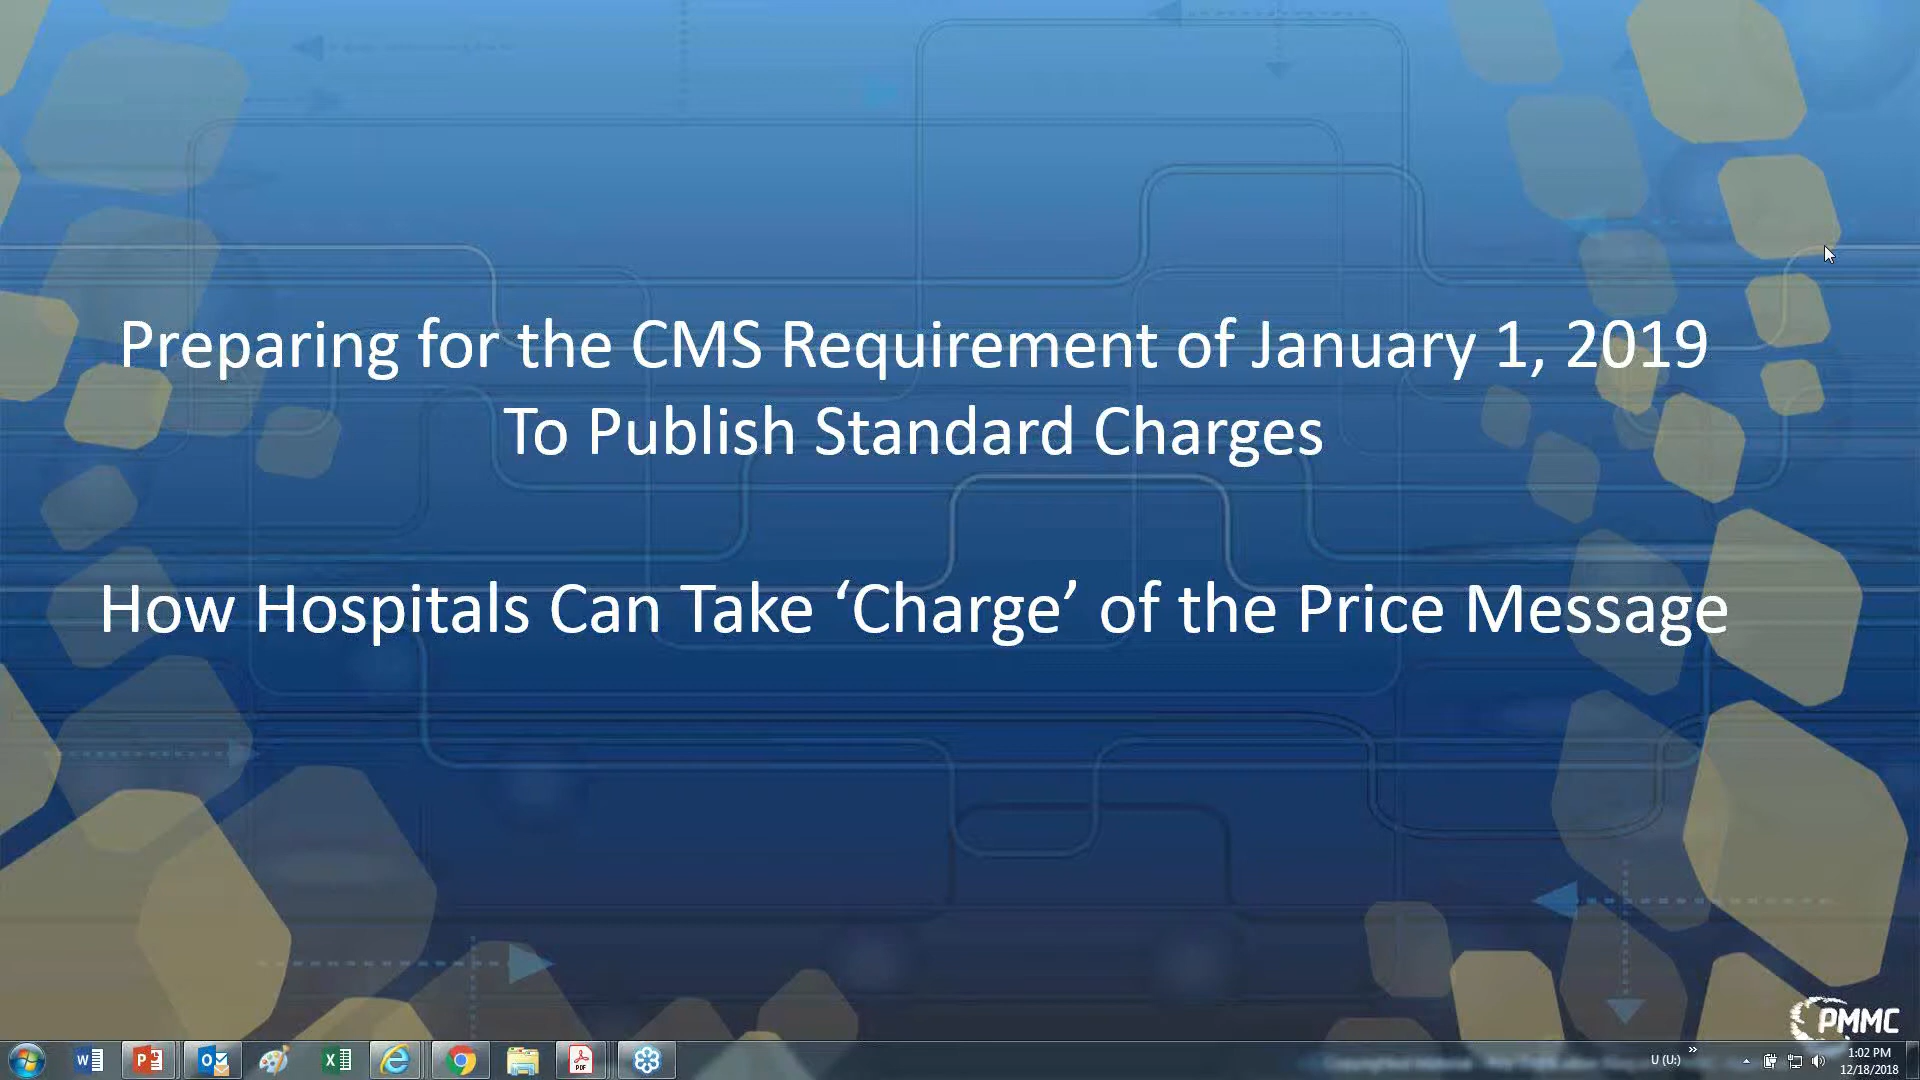 Preparing for the CMS Requirement of January 1, 2019
To Publish Standard Charges
How Hospitals Can Take ‘Charge’ of the Price Message
PMMC
U (U:)
1:02 PM
12/18/2018